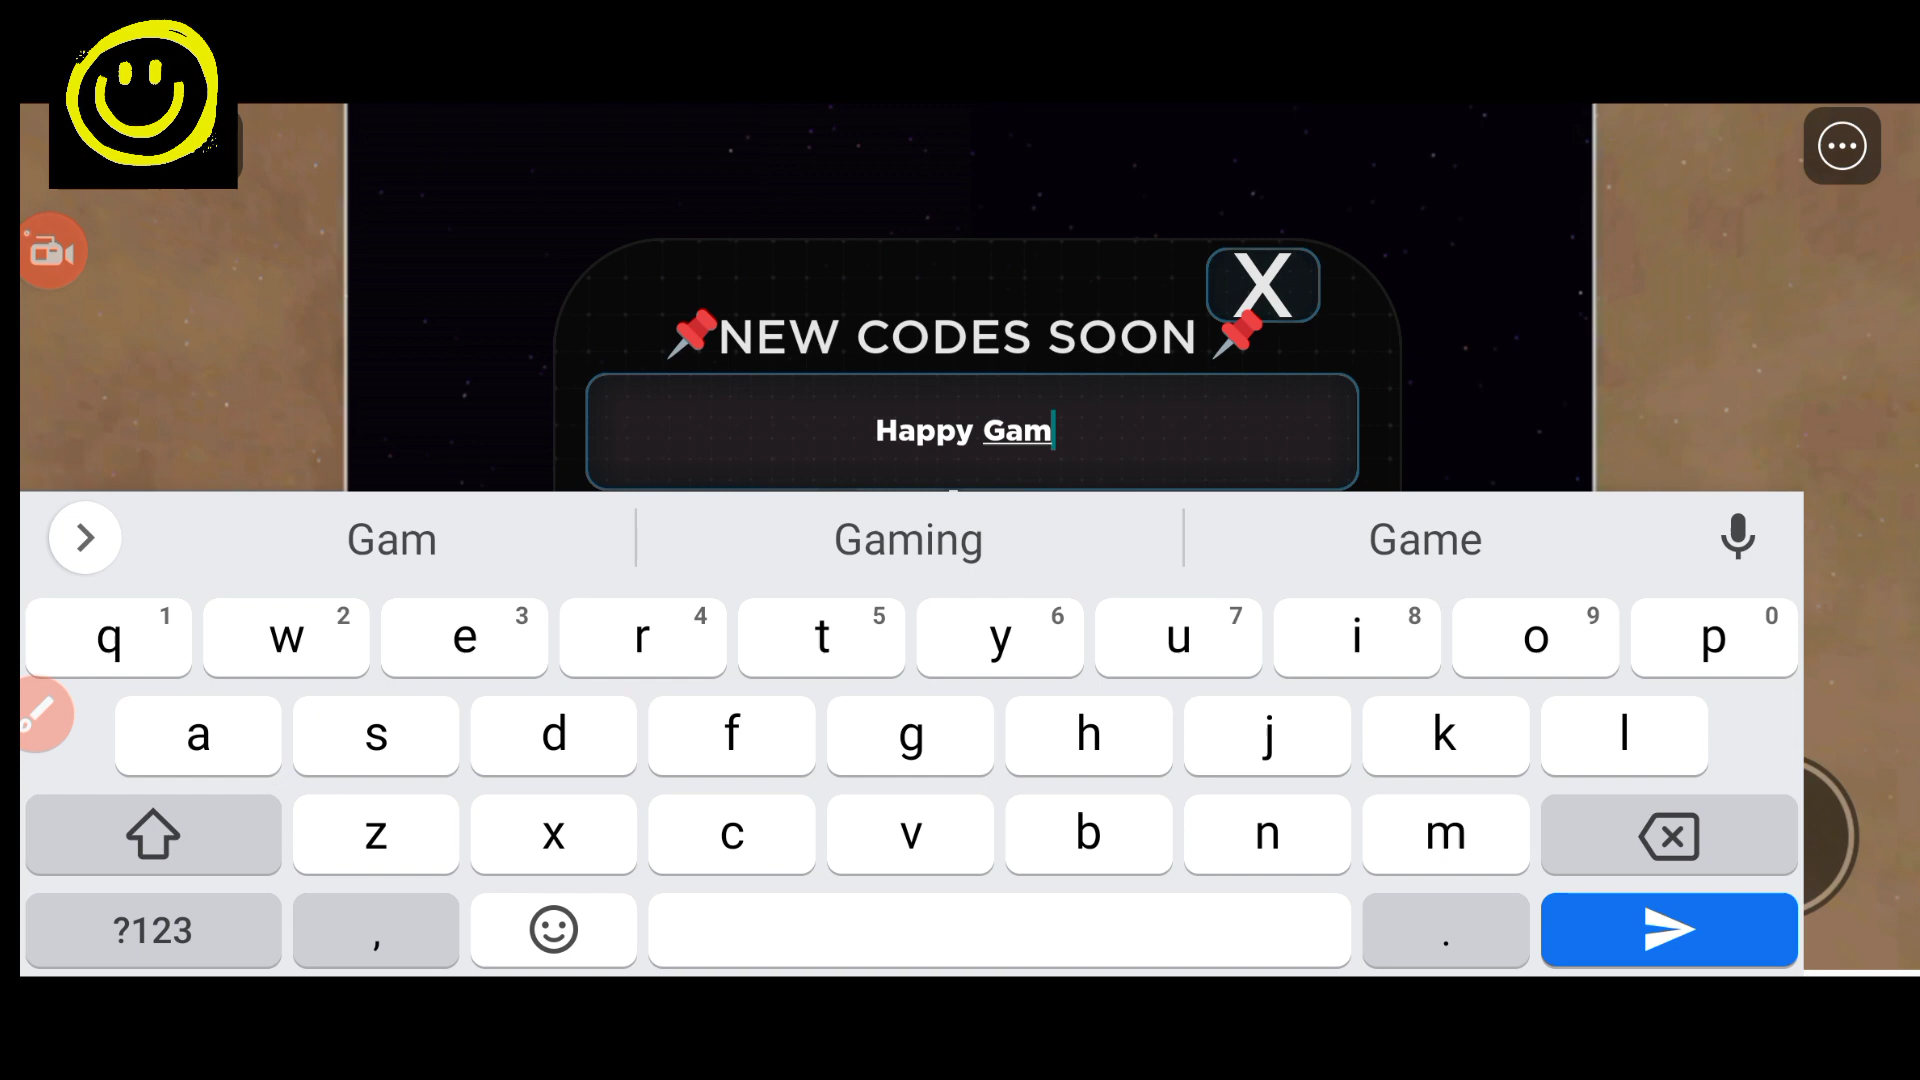 X
📌NEW CODES SOON 📌
Happy Gam
Gam Gaming Game
q 1 w 2 e 3 r 4 t 5 y 6 u 7 i 8 o 9 p 0
a s d f g h j k l
z x c v b n m
?123 , .